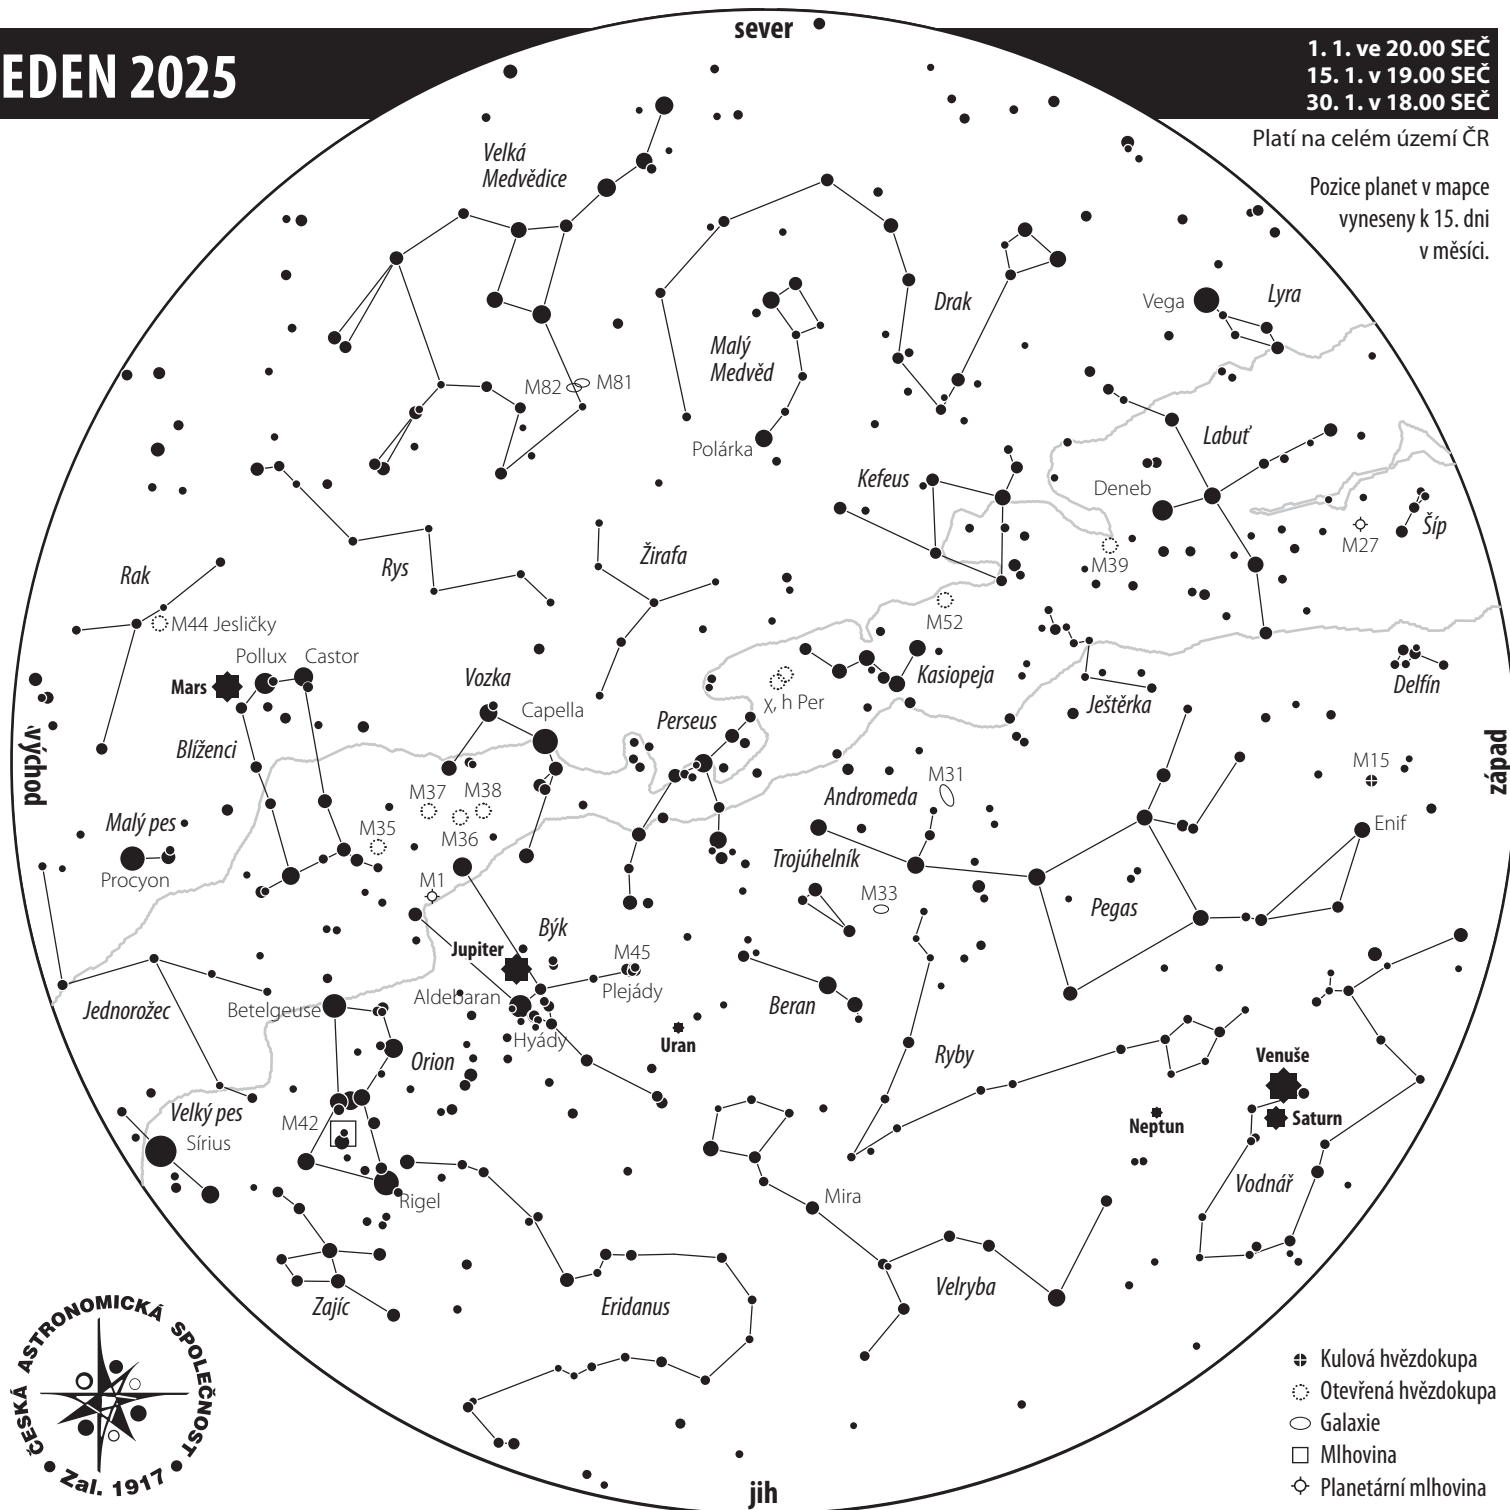 sever
EDEN 2025
1. 1. ve 20.00 SEČ
15. 1. v 19.00 SEČ
30. 1. v 18.00 SEČ
Platí na celém území ČR
Pozice planet v mapce
vyneseny k 15. dni
v měsíci.
Velká
Medvědice
Drak
Vega
Lyra
Malý
Medvěd
M82
M81
Polárka
Labuť
Kefeus
Deneb
Šíp
M27
M39
Rak
Rys
Žirafa
M44 Jesličky
M52
Pollux
Castor
Mars
Vozka
Kasiopeja
Delfín
χ, h Per
Ještěrka
Capella
Perseus
východ
západ
Blíženci
M15
M31
M37
M38
Andromeda
Malý pes
M35
M36
Enif
Trojúhelník
Procyon
M1
M33
Pegas
Býk
Jupiter
M45
Plejády
Aldebaran
Beran
Jednorožec
Betelgeuse
Hyády
Uran
Orion
Ryby
Venuše
Velký pes
M42
Neptun
Saturn
Sírius
Vodnář
Rigel
Mira
Velryba
Zajíc
Eridanus
ČESKÁ ASTRONOMICKÁ SPOLEČNOST
Zal. 1917
Kulová hvězdokupa
Otevřená hvězdokupa
Galaxie
Mlhovina
Planetární mlhovina
jih